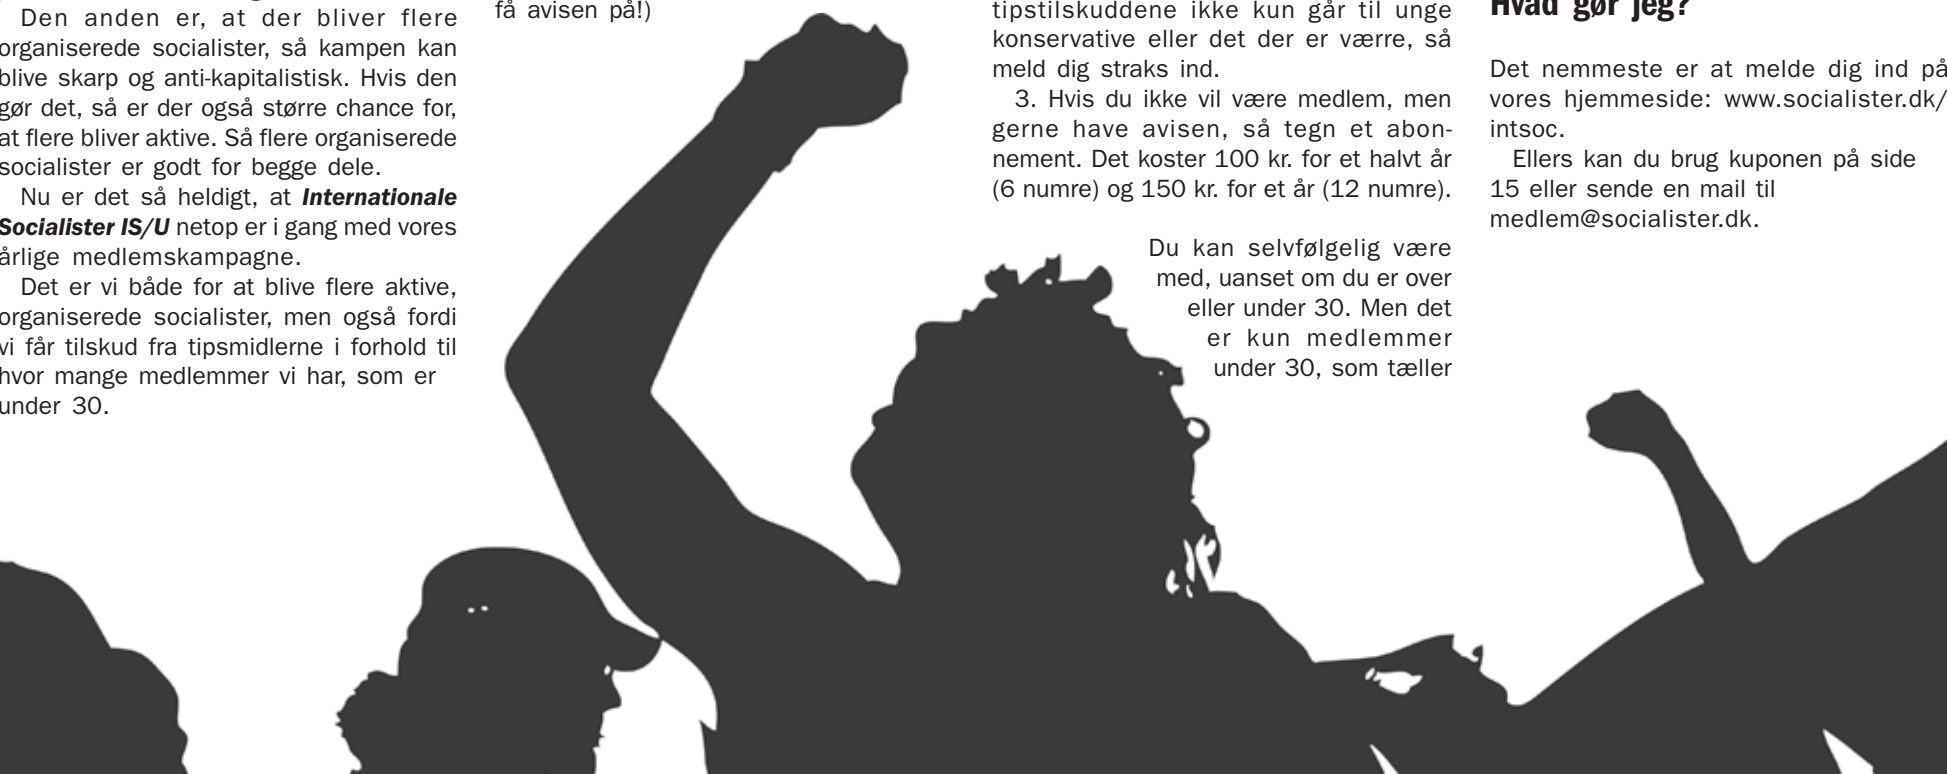 Den anden er, at der bliver flere
organiserede socialister, så kampen kan
blive skarp og anti-kapitalistisk. Hvis den
gør det, så er der også større chance for,
at flere bliver aktive. Så flere organiserede
socialister er godt for begge dele.
Nu er det så heldigt, at Internationale
Socialister IS/U netop er i gang med vores
årlige medlemskampagne.
Det er vi både for at blive flere aktive,
organiserede socialister, men også fordi
vi får tilskud fra tipsmidlerne i forhold til
hvor mange medlemmer vi har, som er
under 30.
få avisen på!)
tipstilskuddene ikke kun går til unge
konservative eller det der er værre, så
meld dig straks ind.
3. Hvis du ikke vil være medlem, men
gerne have avisen, så tegn et abon-
nement. Det koster 100 kr. for et halvt år
(6 numre) og 150 kr. for et år (12 numre).
Du kan selvfølgelig være
med, uanset om du er over
eller under 30. Men det
er kun medlemmer
under 30, som tæller
Hvad gør jeg?
Det nemmeste er at melde dig ind på
vores hjemmeside: www.socialister.dk/
intsoc.
Ellers kan du brug kuponen på side
15 eller sende en mail til
medlem@socialister.dk.